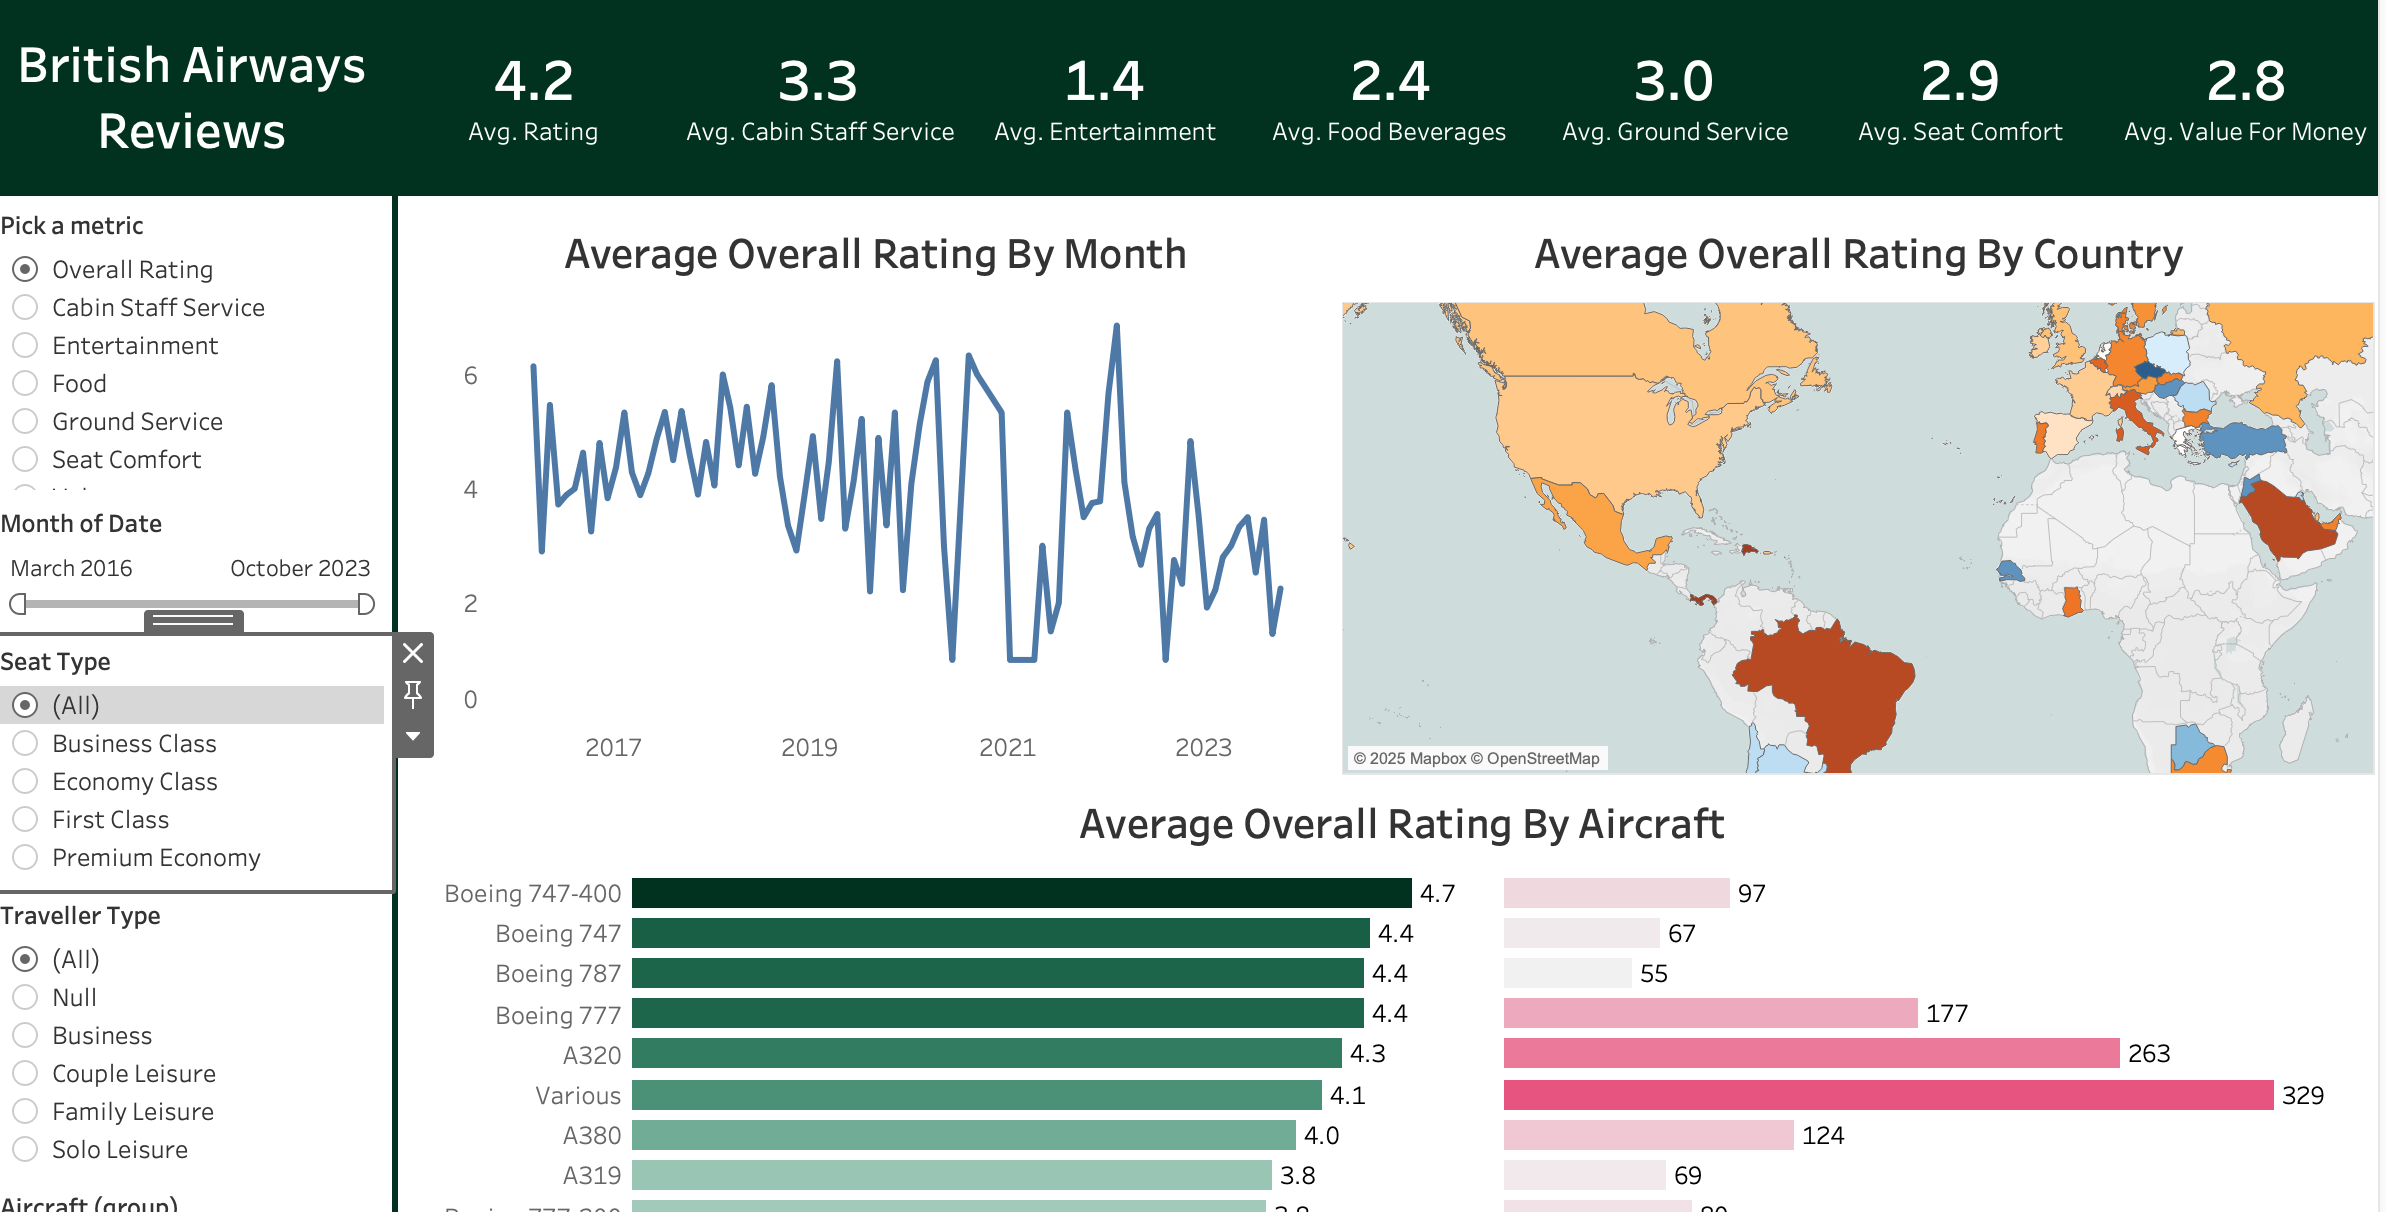 British Airways
Reviews
4.2
Avg. Rating
3.3
Avg. Cabin Staff Service
1.4
Avg. Entertainment
2.4
Avg. Food Beverages
3.0
Avg. Ground Service
2.9
Avg. Seat Comfort
2.8
Avg. Value For Money
Pick a metric
Overall Rating
Cabin Staff Service
Entertainment
Food
Ground Service
Seat Comfort
Month of Date
March 2016 October 2023
Seat Type
(All)
Business Class
Economy Class
First Class
Premium Economy
Traveller Type
(All)
Null
Business
Couple Leisure
Family Leisure
Solo Leisure
Aircraft (group)
Average Overall Rating By Month
6
4
2
0
2017 2019 2021 2023
Average Overall Rating By Country
© 2025 Mapbox © OpenStreetMap
Average Overall Rating By Aircraft
Boeing 747-400 4.7 97
Boeing 747 4.4 67
Boeing 787 4.4 55
Boeing 777 4.4 177
A320 4.3 263
Various 4.1 329
A380 4.0 124
A319 3.8 69